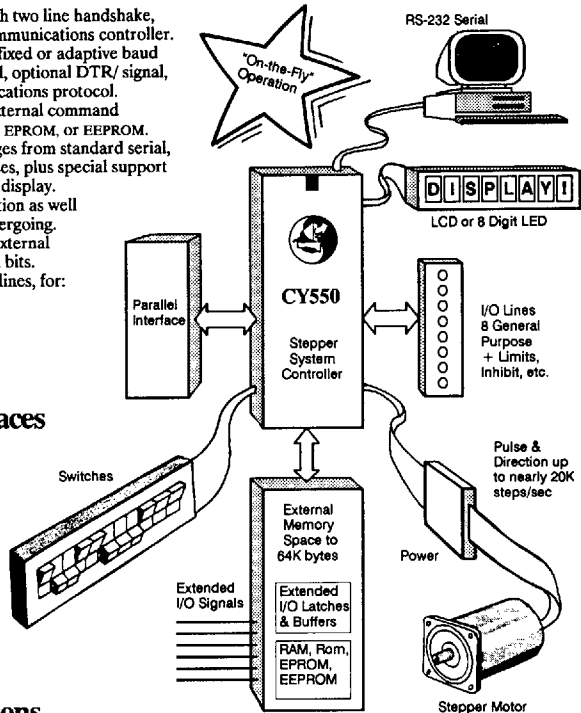 h two line handshake,
mmunications controller.
fixed or adaptive baud
l, optional DTR/ signal,
ications protocol.
xternal command
EPROM, or EEPROM.
ges from standard serial,
es, plus special support
display.
tion as well
ergoing.
xternal
bits.
lines, for:
aces
ons
"On-the-Fly"
Operation
RS-232 Serial
DISPLAY!
LCD or 8 Digit LED
CY550
Stepper
System
Controller
Parallel
Interface
I/O Lines
8 General
Purpose
+ Limits,
Inhibit, etc.
Switches
External
Memory
Space to
64K bytes
Extended
I/O Latches
& Buffers
RAM, Rom,
EPROM,
EEPROM
Extended
I/O Signals
Pulse &
Direction up
to nearly 20K
steps/sec
Power
Stepper Motor